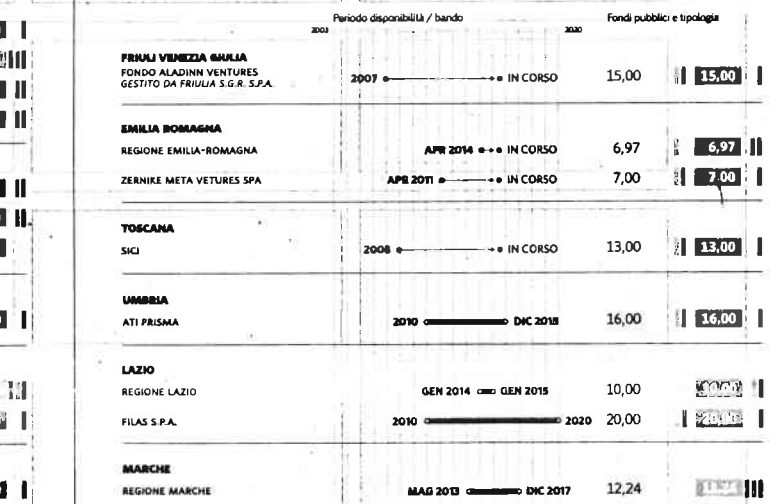 Periodo disponibilità / bando Fondi pubblici e tipologia
2003 2020
FRIULI VENEZIA GIULIA
FONDO ALADINN VENTURES
GESTITO DA FRIULIA S.G.R. S.P.A.
2007 IN CORSO 15,00 15,00
EMILIA ROMAGNA
REGIONE EMILIA-ROMAGNA APR 2014 IN CORSO 6,97 6,97
ZERNIKE META VETURES SPA APR 2011 IN CORSO 7,00 7,00
TOSCANA
SICI 2008 IN CORSO 13,00 13,00
UMBRIA
ATI PRISMA 2010 DIC 2015 16,00 16,00
LAZIO
REGIONE LAZIO GEN 2014 GEN 2015 10,00
FILAS S.P.A. 2010 2020 20,00
MARCHE
REGIONE MARCHE MAG 2013 DIC 2017 12,24